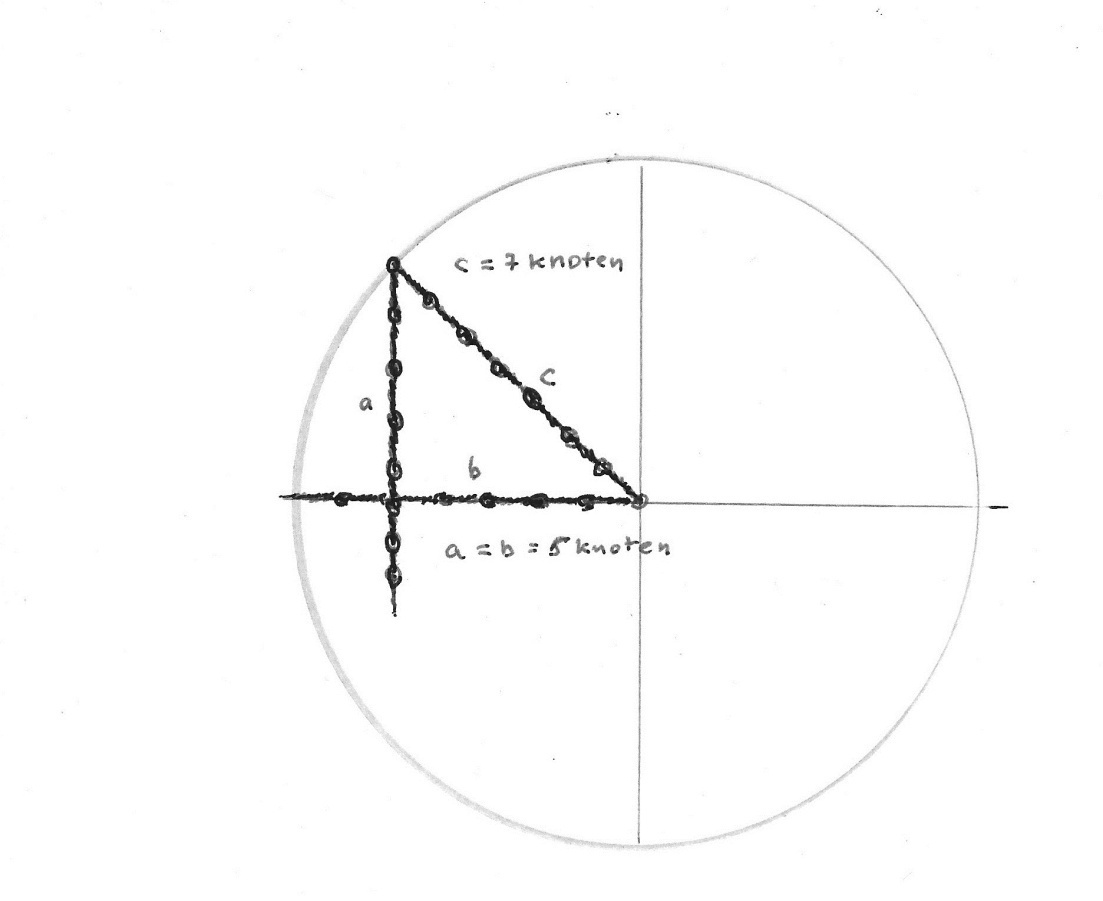 c = 7 knoten
c
a
b
a = b = 5 knoten